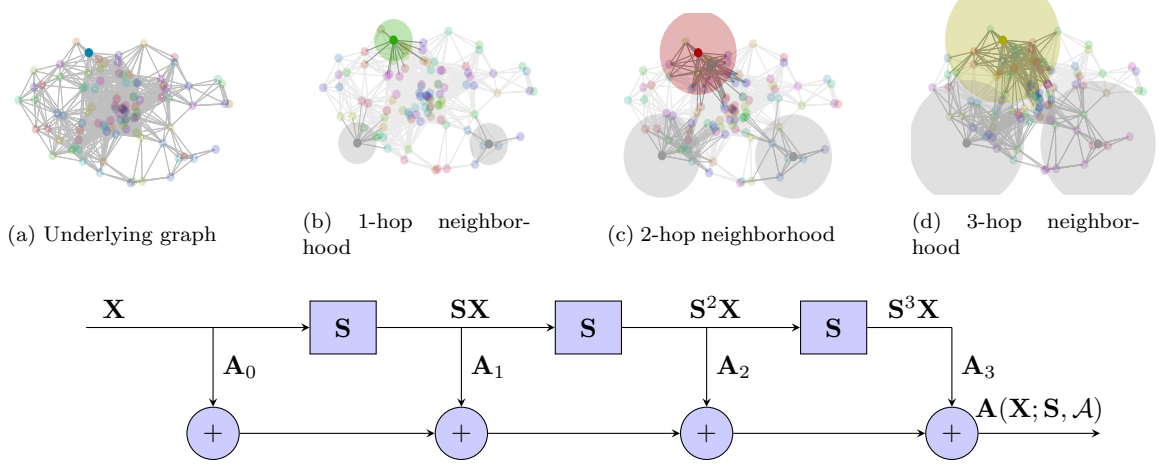 (a) Underlying graph
(b) 1-hop neighbor-
hood
(c) 2-hop neighborhood
(d) 3-hop neighbor-
hood
X SX S²X S³X
S S S
A₀ A₁ A₂ A₃
A(X; S, 𝒜)
+ + + +